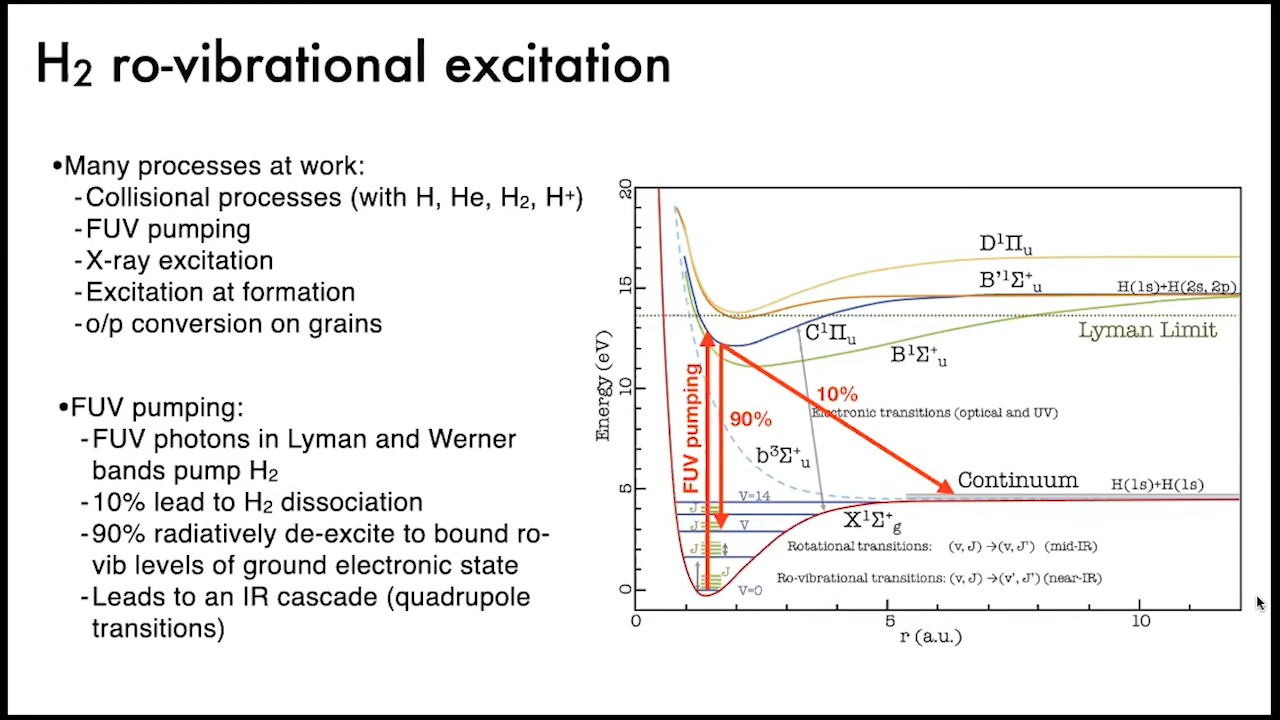 H₂ ro-vibrational excitation
•Many processes at work:
-Collisional processes (with H, He, H₂, H⁺)
-FUV pumping
-X-ray excitation
-Excitation at formation
-o/p conversion on grains
•FUV pumping:
-FUV photons in Lyman and Werner
bands pump H₂
-10% lead to H₂ dissociation
-90% radiatively de-excite to bound ro-
vib levels of ground electronic state
-Leads to an IR cascade (quadrupole
transitions)
20
15
10
5
0
Energy (eV)
D¹Πᵤ
B'¹Σ⁺ᵤ
H(1s)+H(2s, 2p)
Lyman Limit
C¹Πᵤ
B¹Σ⁺ᵤ
FUV pumping
90%
10%
Electronic transitions (optical and UV)
b³Σ⁺ᵤ
Continuum
H(1s)+H(1s)
V=14
J
J
V
X¹Σ⁺g
J
Rotational transitions: (v, J) →(v, J') (mid-IR)
J
Ro-vibrational transitions: (v, J) →(v', J') (near-IR)
V=0
0
5
10
r (a.u.)